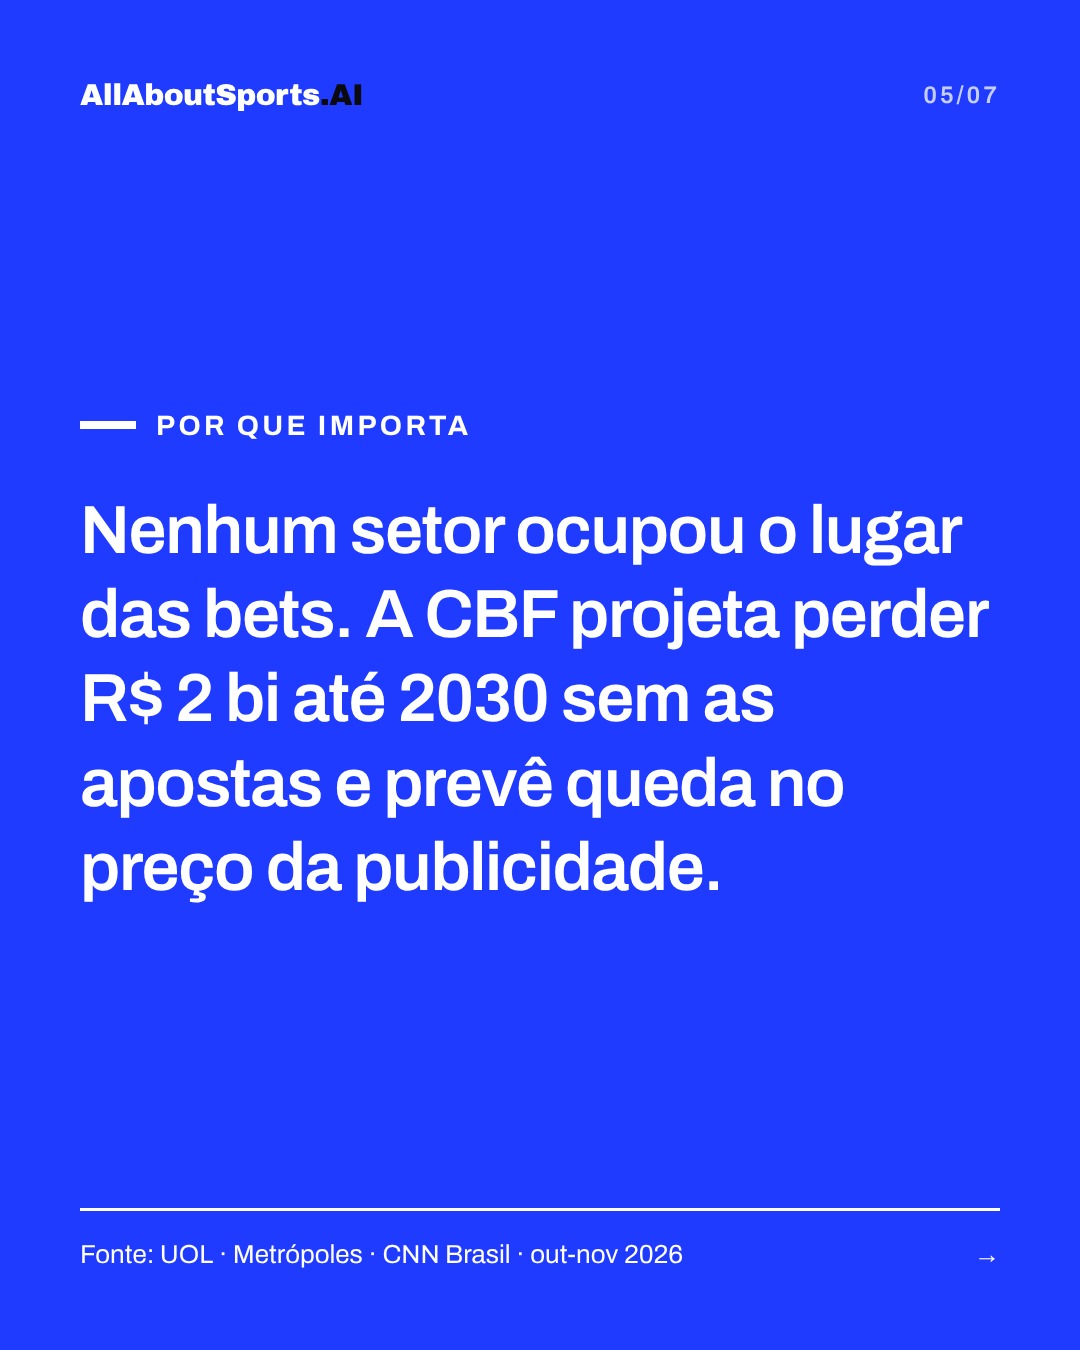 AllAboutSports.AI
05/07
POR QUE IMPORTA
Nenhum setor ocupou o lugar
das bets. A CBF projeta perder
R$ 2 bi até 2030 sem as
apostas e prevê queda no
preço da publicidade.
Fonte: UOL · Metrópoles · CNN Brasil · out-nov 2026
→